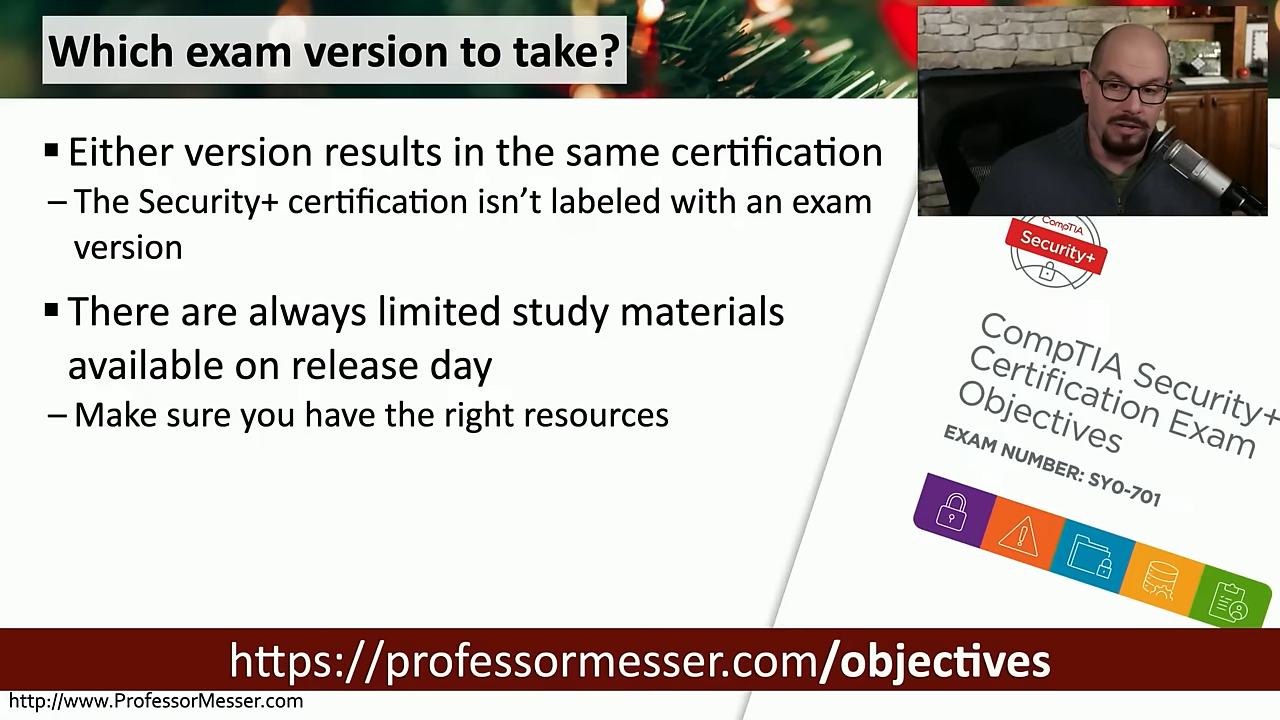 Which exam version to take?
▪ Either version results in the same certification
– The Security+ certification isn't labeled with an exam
version
▪ There are always limited study materials
available on release day
– Make sure you have the right resources
CompTIA
Security+
CompTIA Security+
Certification Exam
Objectives
EXAM NUMBER: SY0-701
https://professormesser.com/objectives
http://www.ProfessorMesser.com